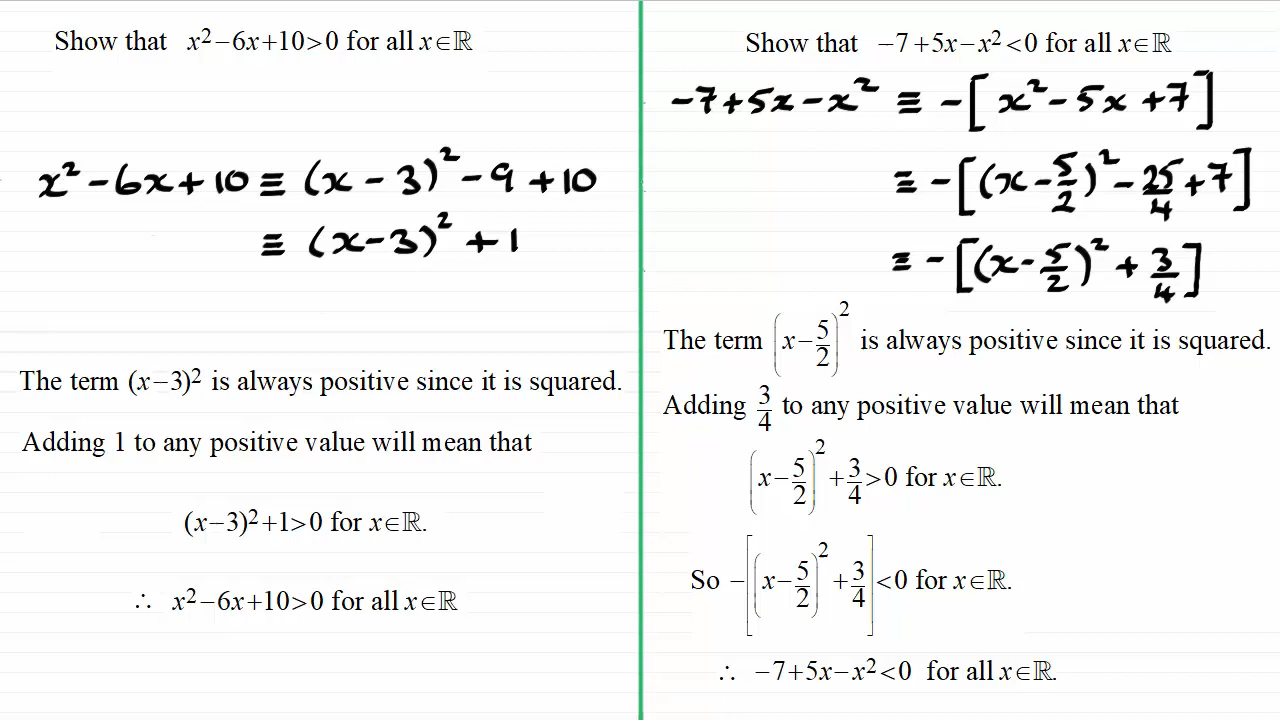 Show that x²−6x+10>0 for all x∈ℝ
x² − 6x + 10 ≡ (x − 3)² − 9 + 10
≡ (x − 3)² + 1
The term (x−3)² is always positive since it is squared.
Adding 1 to any positive value will mean that
(x−3)²+1>0 for x∈ℝ.
∴ x²−6x+10>0 for all x∈ℝ
Show that −7+5x−x²<0 for all x∈ℝ
−7+5x−x² ≡ −[x² − 5x + 7]
≡ −[(x − 5/2)² − 25/4 + 7]
≡ −[(x − 5/2)² + 3/4]
The term (x − 5/2)² is always positive since it is squared.
Adding 3/4 to any positive value will mean that
(x − 5/2)² + 3/4 > 0 for x∈ℝ.
So −[(x − 5/2)² + 3/4] < 0 for x∈ℝ.
∴ −7+5x−x²<0 for all x∈ℝ.